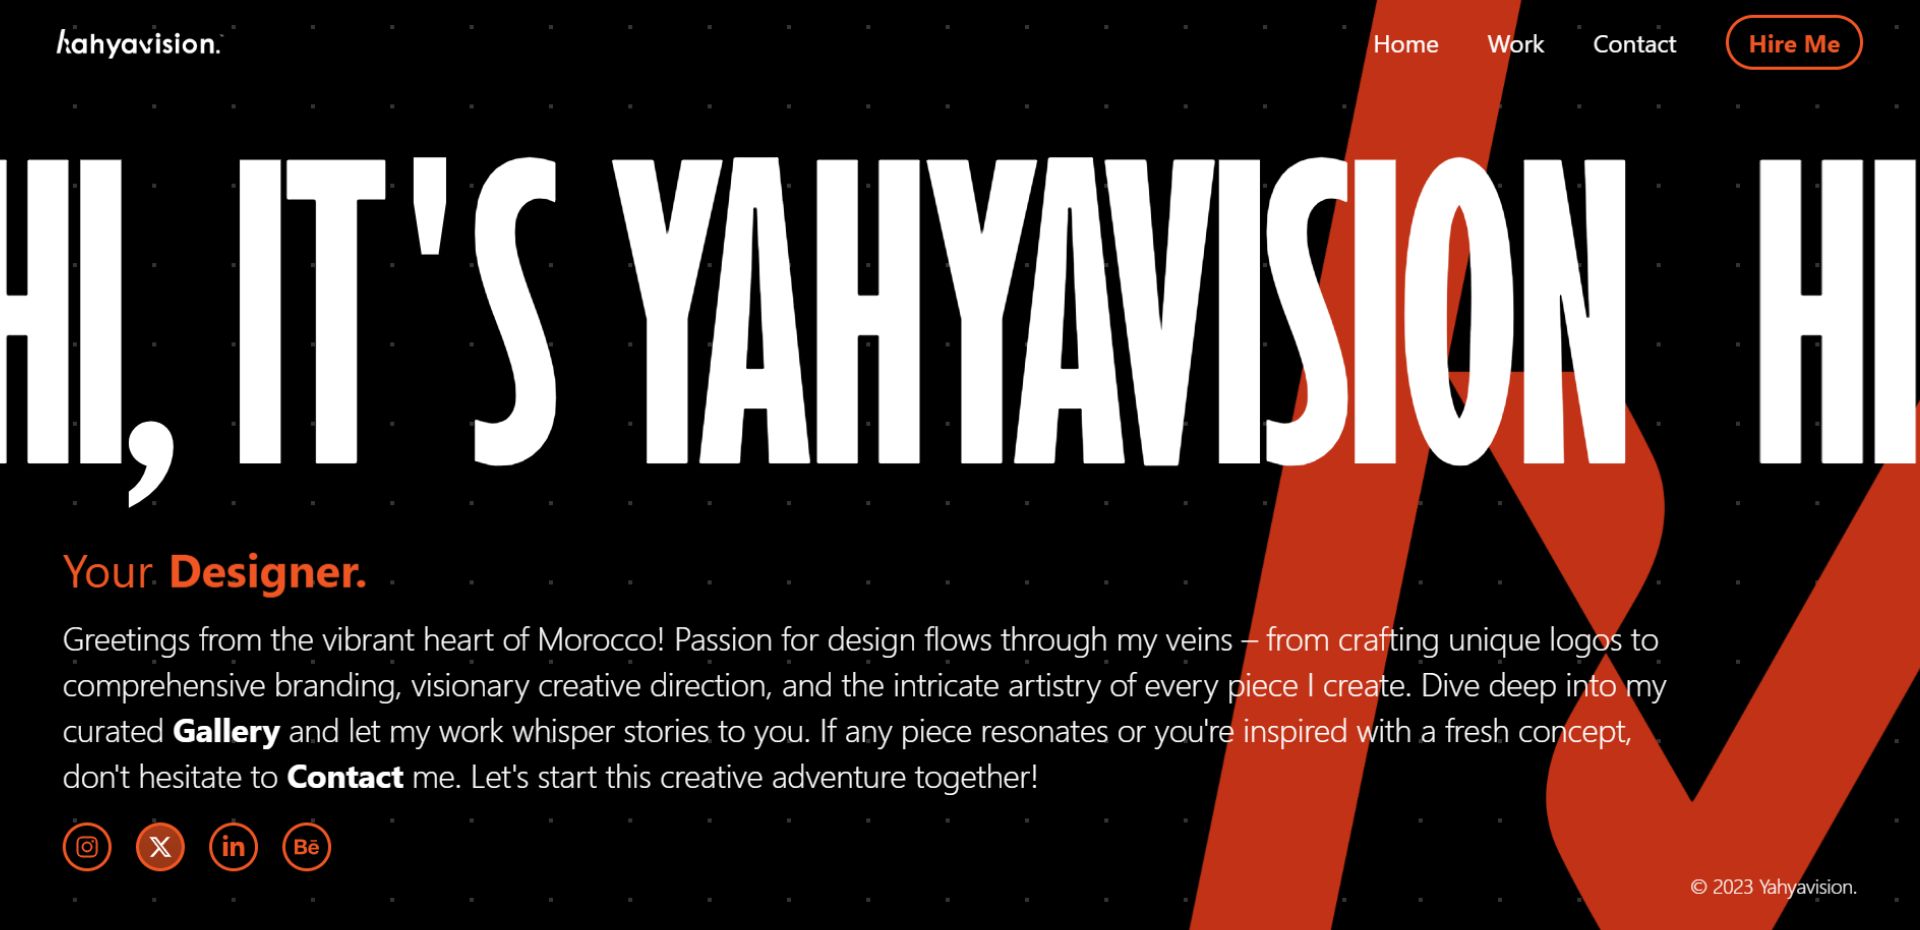 hahyavision.
Home Work Contact Hire Me
HI, IT'S YAHYAVISION HI
Your Designer.
Greetings from the vibrant heart of Morocco! Passion for design flows through my veins – from crafting unique logos to
comprehensive branding, visionary creative direction, and the intricate artistry of every piece I create. Dive deep into my
curated Gallery and let my work whisper stories to you. If any piece resonates or you're inspired with a fresh concept,
don't hesitate to Contact me. Let's start this creative adventure together!
X in Bē
© 2023 Yahyavision.